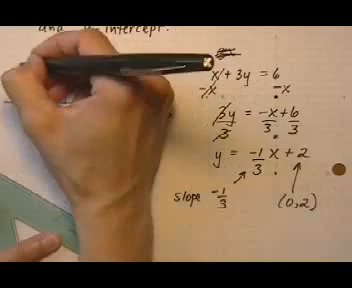 and y-intercept.
x + 3y = 6
-x -x
3y/3 = -x/3 + 6/3
y = -1/3 x + 2
slope -1/3 (0,2)